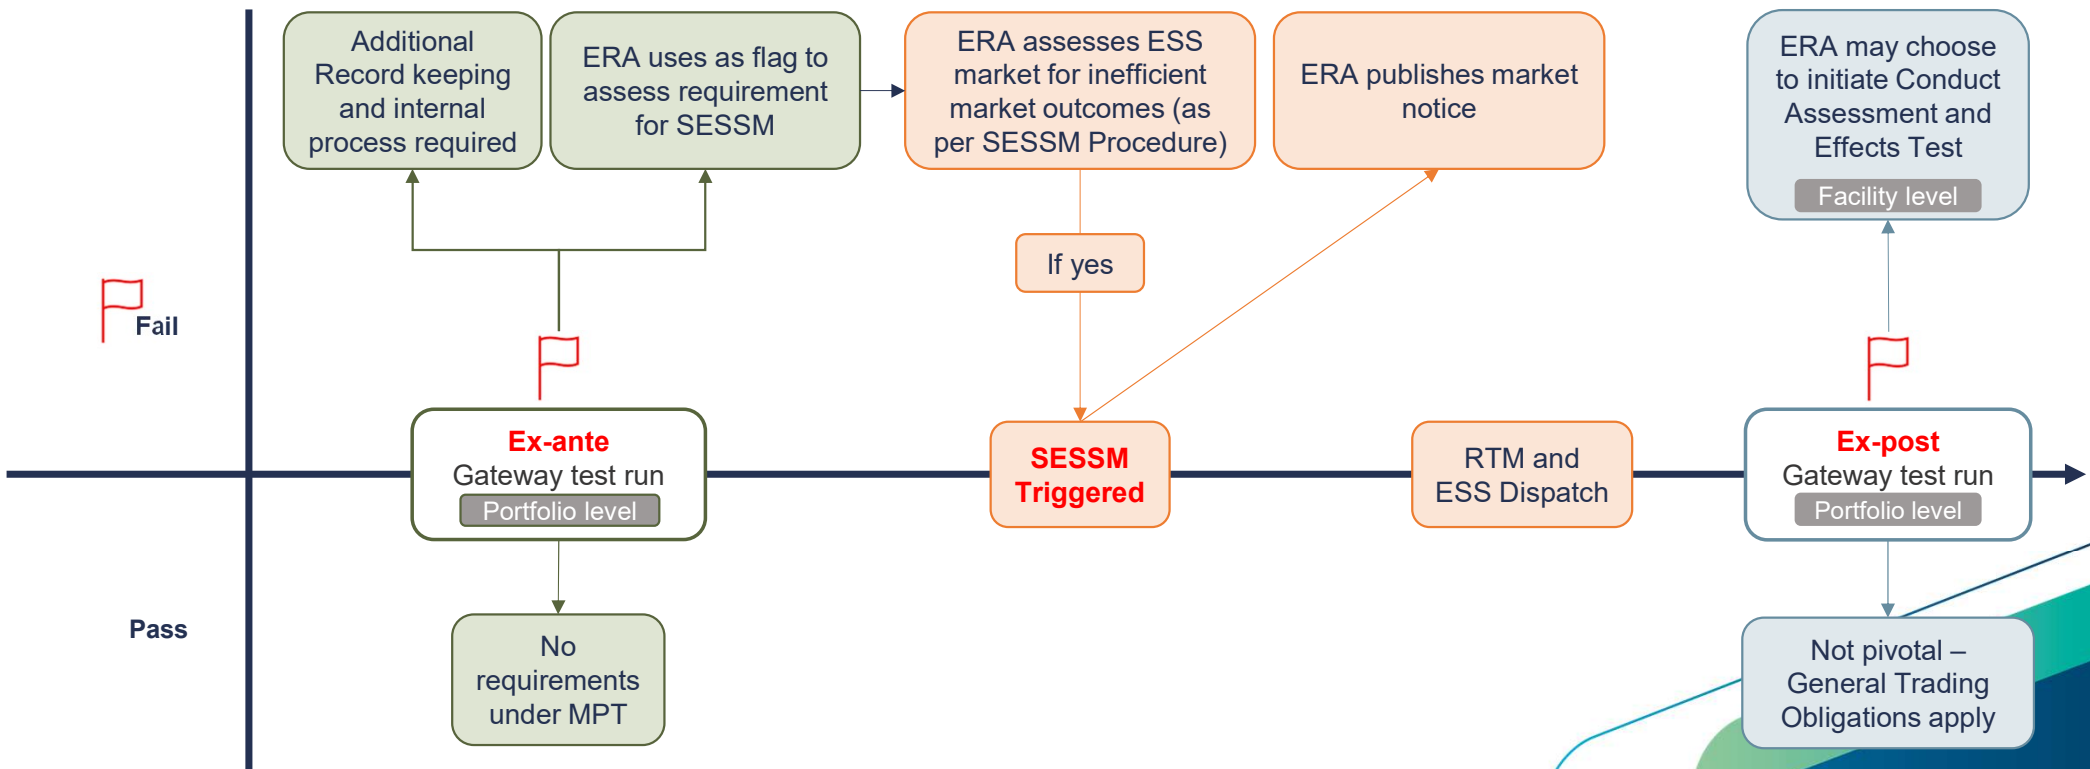 Additional
Record keeping
and internal
process required
ERA uses as flag to
assess requirement
for SESSM
ERA assesses ESS
market for inefficient
market outcomes (as
per SESSM Procedure)
ERA publishes market
notice
ERA may choose
to initiate Conduct
Assessment and
Effects Test
Facility level
If yes
Fail
Ex-ante
Gateway test run
Portfolio level
SESSM
Triggered
RTM and
ESS Dispatch
Ex-post
Gateway test run
Portfolio level
Pass
No
requirements
under MPT
Not pivotal –
General Trading
Obligations apply